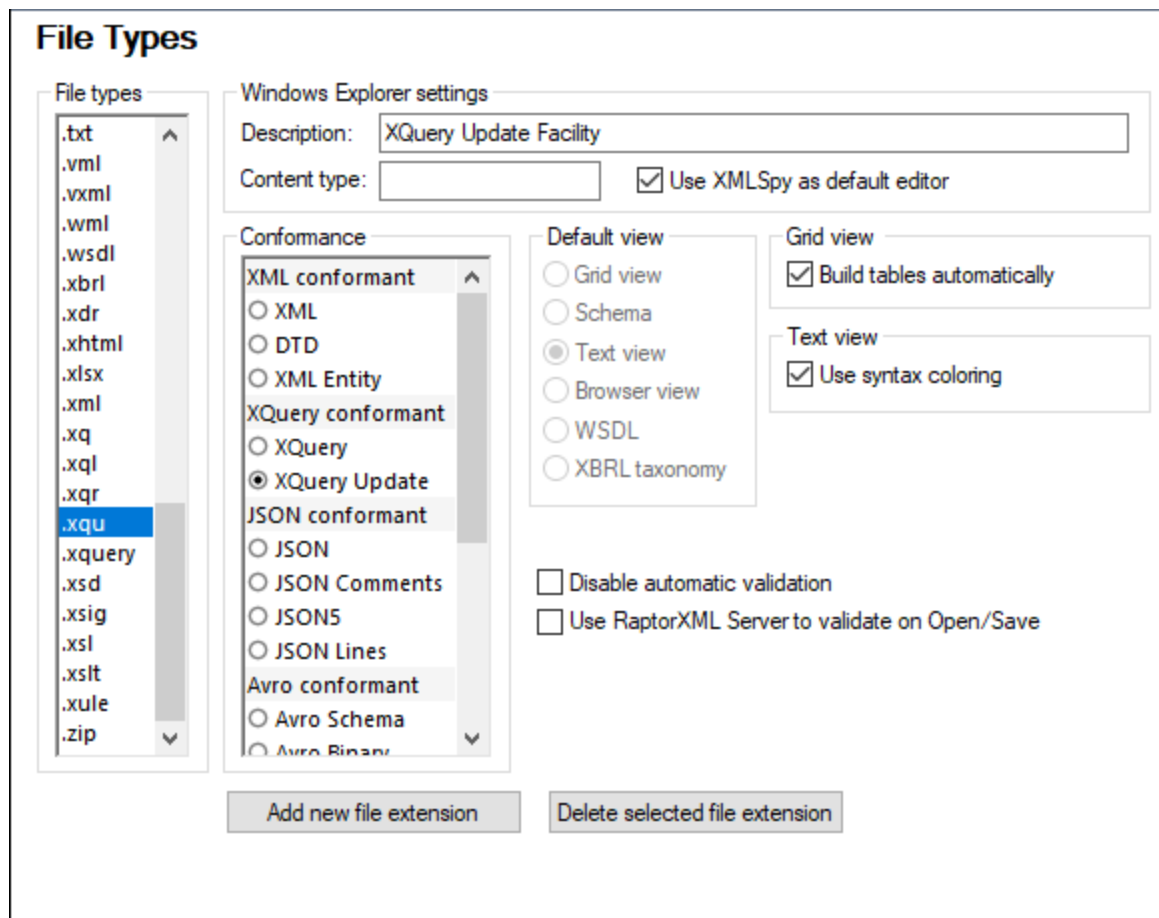 File Types
File types
.txt
.vml
.vxml
.wml
.wsdl
.xbrl
.xdr
.xhtml
.xlsx
.xml
.xq
.xql
.xqr
.xqu
.xquery
.xsd
.xsig
.xsl
.xslt
.xule
.zip
Windows Explorer settings
Description: XQuery Update Facility
Content type: Use XMLSpy as default editor
Conformance
XML conformant
XML
DTD
XML Entity
XQuery conformant
XQuery
XQuery Update
JSON conformant
JSON
JSON Comments
JSON5
JSON Lines
Avro conformant
Avro Schema
Avro Binary
Default view
Grid view
Schema
Text view
Browser view
WSDL
XBRL taxonomy
Grid view
Build tables automatically
Text view
Use syntax coloring
Disable automatic validation
Use RaptorXML Server to validate on Open/Save
Add new file extension
Delete selected file extension